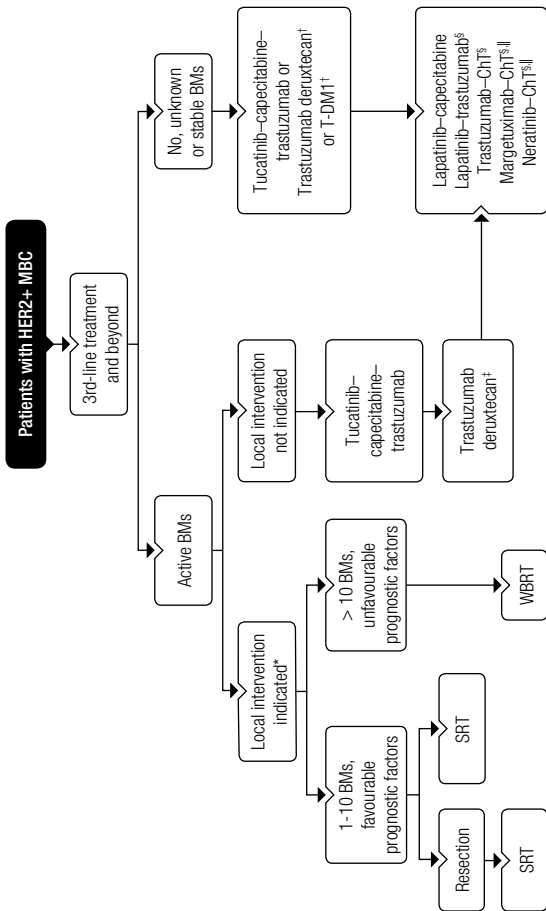 Patients with HER2+ MBC
3rd-line treatment
and beyond
Active BMs
No, unknown
or stable BMs
Local intervention
indicated*
Local intervention
not indicated
Tucatinib–capecitabine–
trastuzumab or
Trastuzumab deruxtecan†
or T-DM1†
1-10 BMs,
favourable
prognostic factors
> 10 BMs,
unfavourable
prognostic factors
Tucatinib–
capecitabine–
trastuzumab
Resection
SRT
WBRT
Trastuzumab
deruxtecan‡
Lapatinib–capecitabine
Lapatinib–trastuzumab§
Trastuzumab–ChT§
Margetuximab–ChT§,||
Neratinib–ChT§,||
SRT